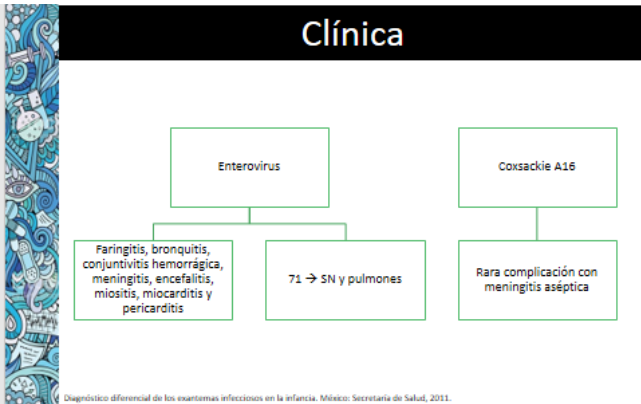 Clínica
Enterovirus
Coxsackie A16
Faringitis, bronquitis,
conjuntivitis hemorrágica,
meningitis, encefalitis,
miositis, miocarditis y
pericarditis
71 → SN y pulmones
Rara complicación con
meningitis aséptica
Diagnóstico diferencial de los exantemas infecciosos en la infancia. México: Secretaria de Salud, 2011.